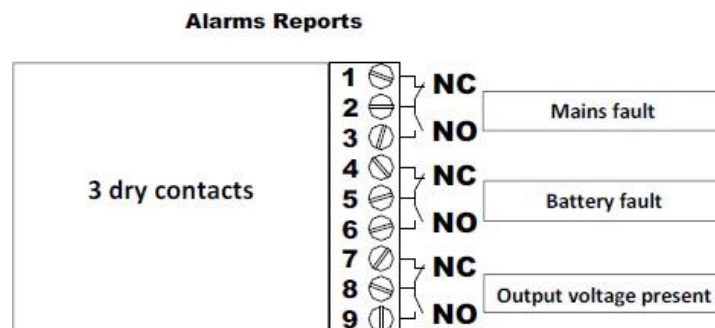 Alarms Reports
3 dry contacts
1
NC
2
Mains fault
3
NO
4
NC
5
Battery fault
6
NO
7
NC
8
Output voltage present
9
NO